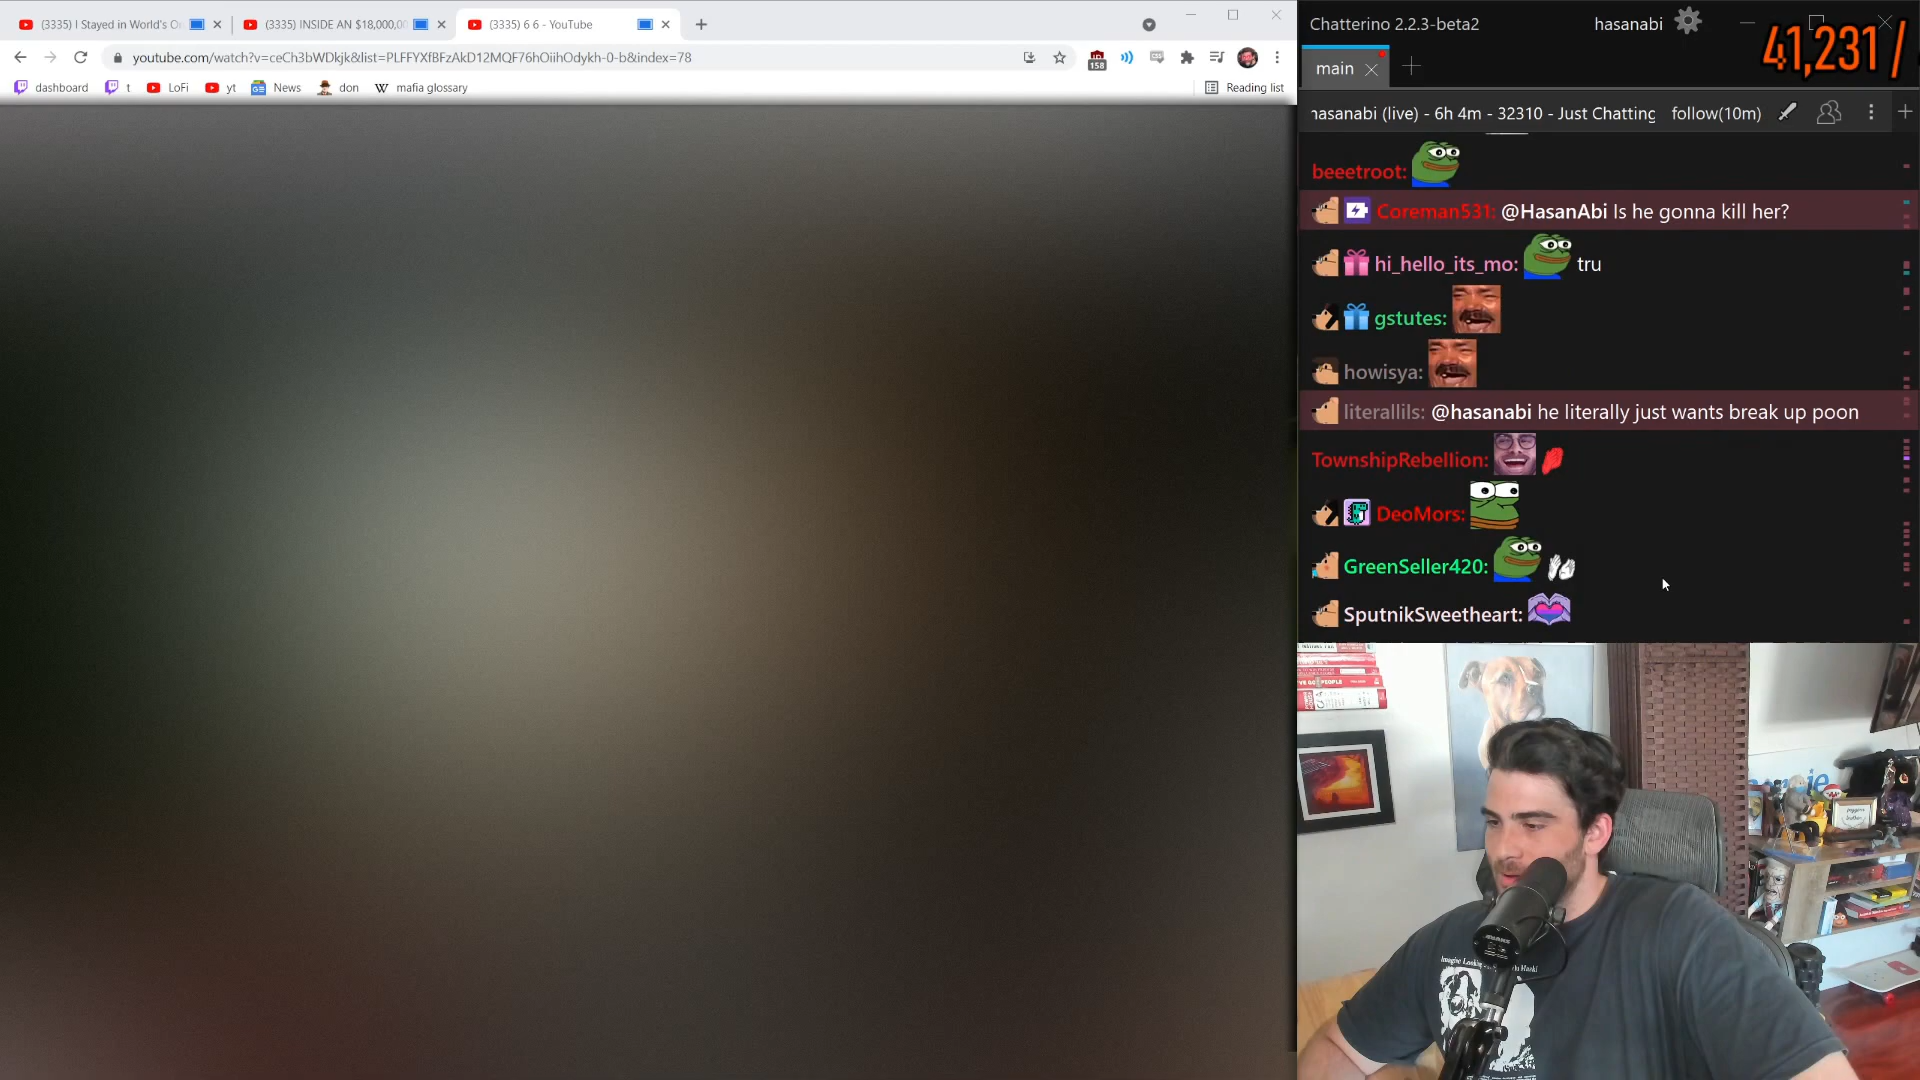 (3335) I Stayed in World's O
(3335) INSIDE AN $18,000,00
(3335) 6 6 - YouTube
youtube.com/watch?v=ceCh3bWDkjk&list=PLFFYXfBFzAkD12MQF76hOiihOdykh-0-b&index=78
158
dashboard
t
LoFi
yt
News
don
W mafia glossary
Reading list
Chatterino 2.2.3-beta2
hasanabi
41,231 /
main
hasanabi (live) - 6h 4m - 32310 - Just Chatting
follow(10m)
beeetroot:
Coreman531: @HasanAbi Is he gonna kill her?
hi_hello_its_mo: tru
gstutes:
howisya:
literallils: @hasanabi he literally just wants break up poon
TownshipRebellion:
DeoMors:
GreenSeller420:
SputnikSweetheart: